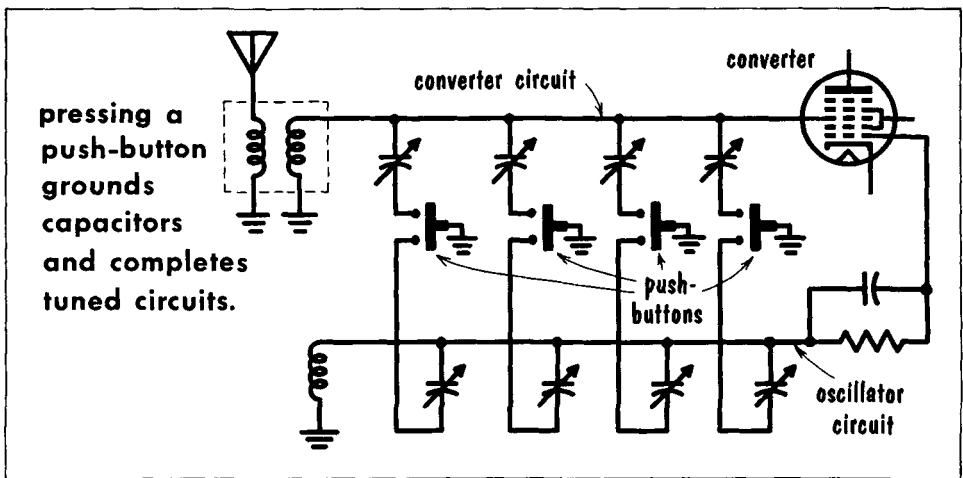 pressing a
push-button
grounds
capacitors
and completes
tuned circuits.
converter circuit
converter
push-
buttons
oscillator
circuit